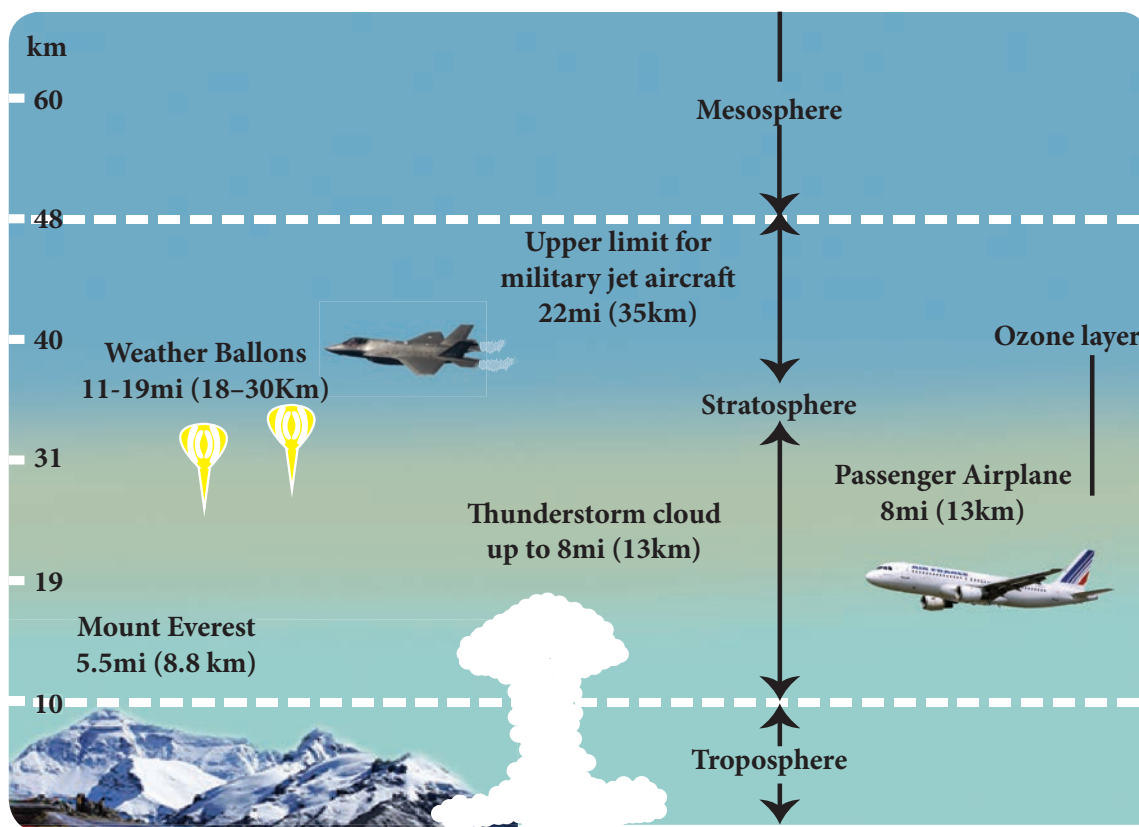 km
60
Mesosphere
48
Upper limit for
military jet aircraft
22mi (35km)
40
Ozone layer
Weather Ballons
11-19mi (18–30Km)
Stratosphere
31
Passenger Airplane
8mi (13km)
Thunderstorm cloud
up to 8mi (13km)
AIR FRANCE
19
Mount Everest
5.5mi (8.8 km)
10
Troposphere